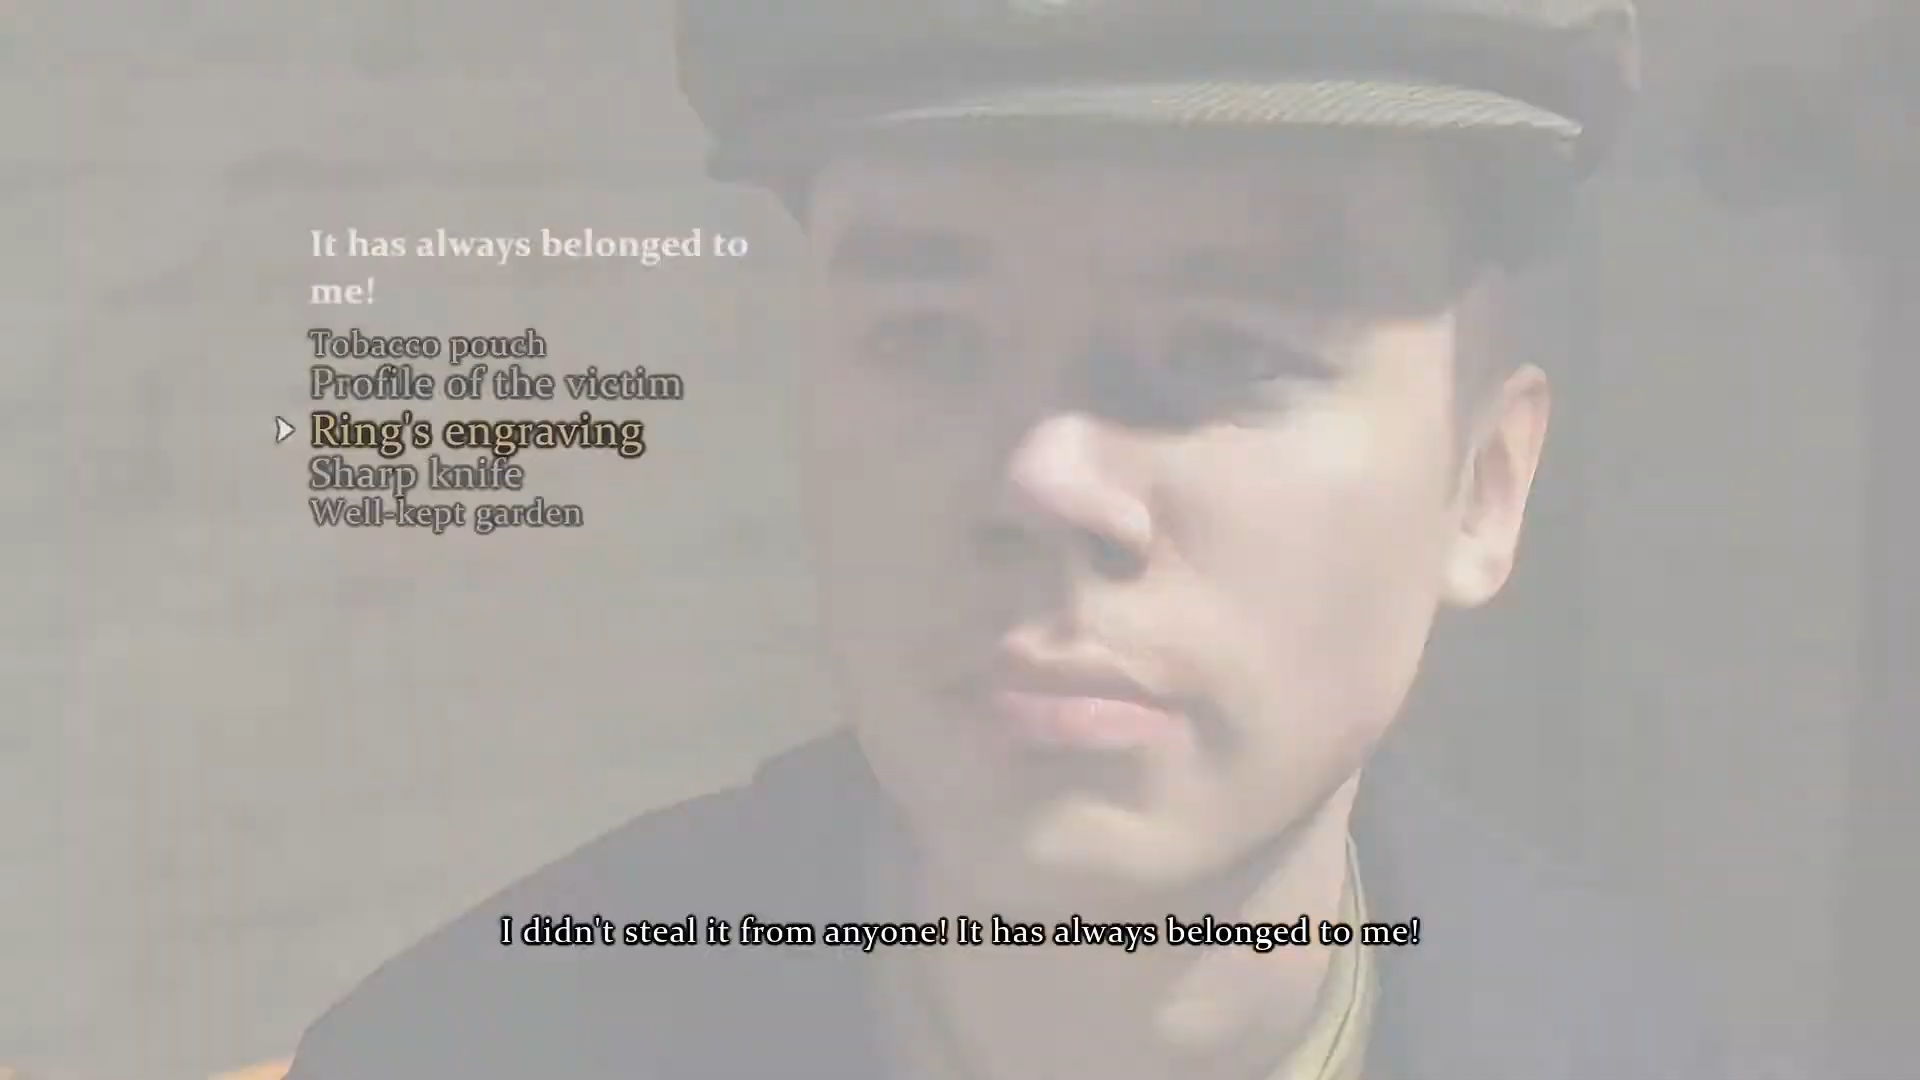 It has always belonged to
me!
Tobacco pouch
Profile of the victim
Ring's engraving
Sharp knife
Well-kept garden
I didn't steal it from anyone! It has always belonged to me!